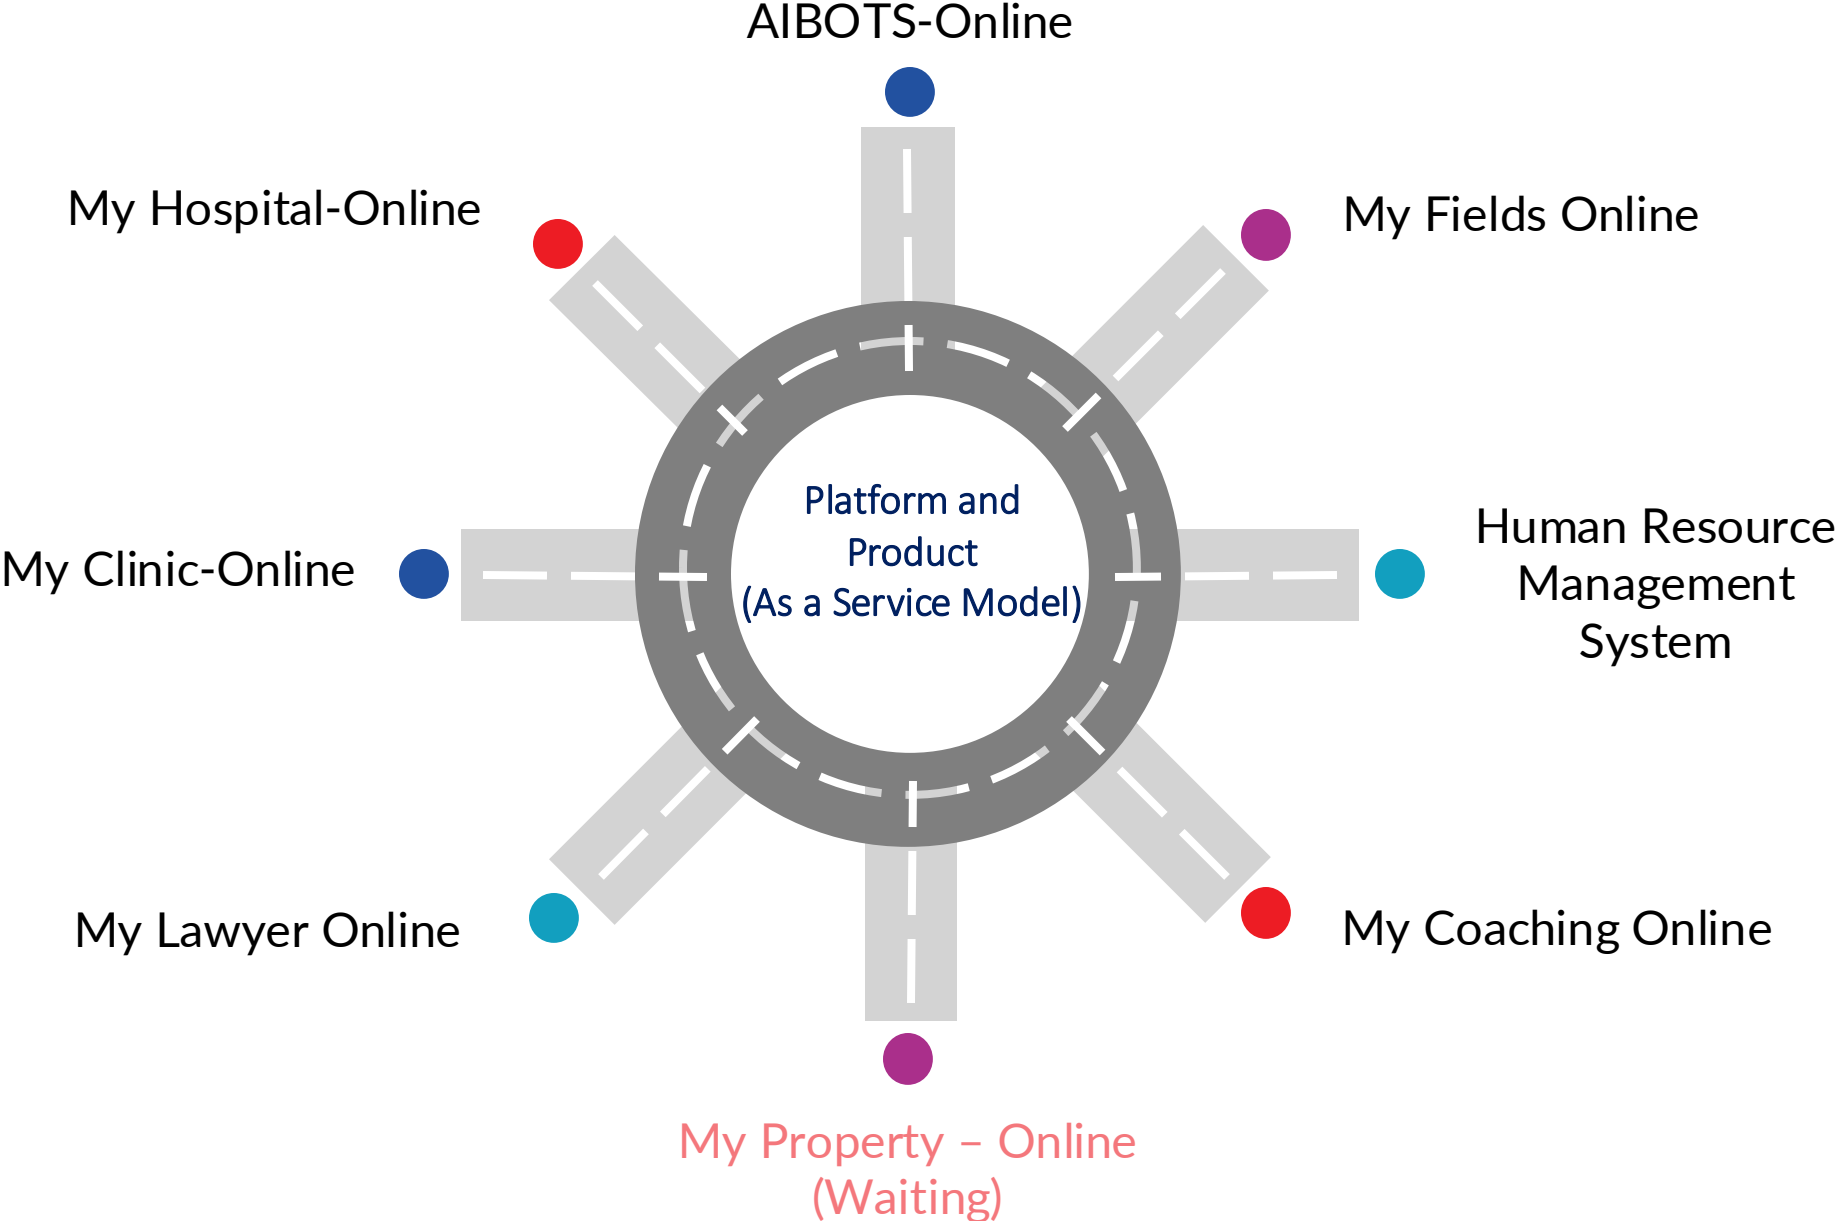 AIBOTS-Online
My Hospital-Online
My Fields Online
Platform and
Product
(As a Service Model)
My Clinic-Online
Human Resource
Management
System
My Lawyer Online
My Coaching Online
My Property – Online
(Waiting)